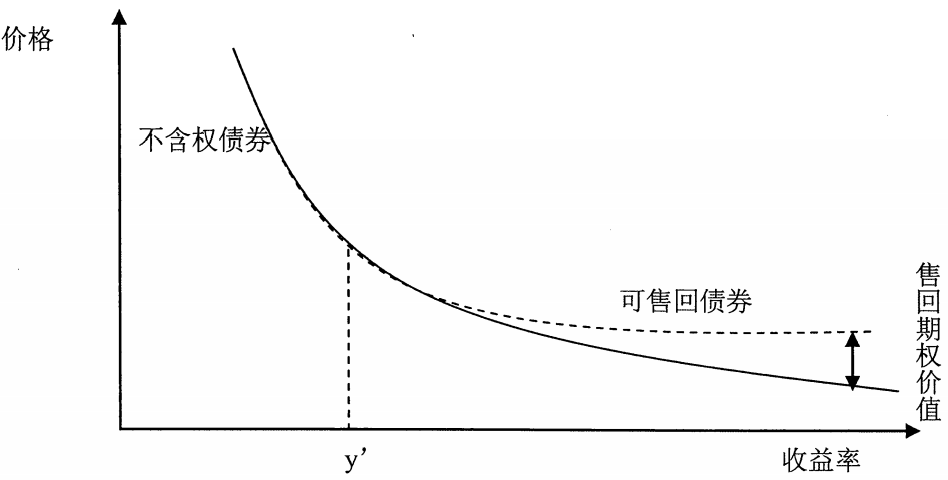 价格
不含权债券
可售回债券
售回期权价值
y′
收益率